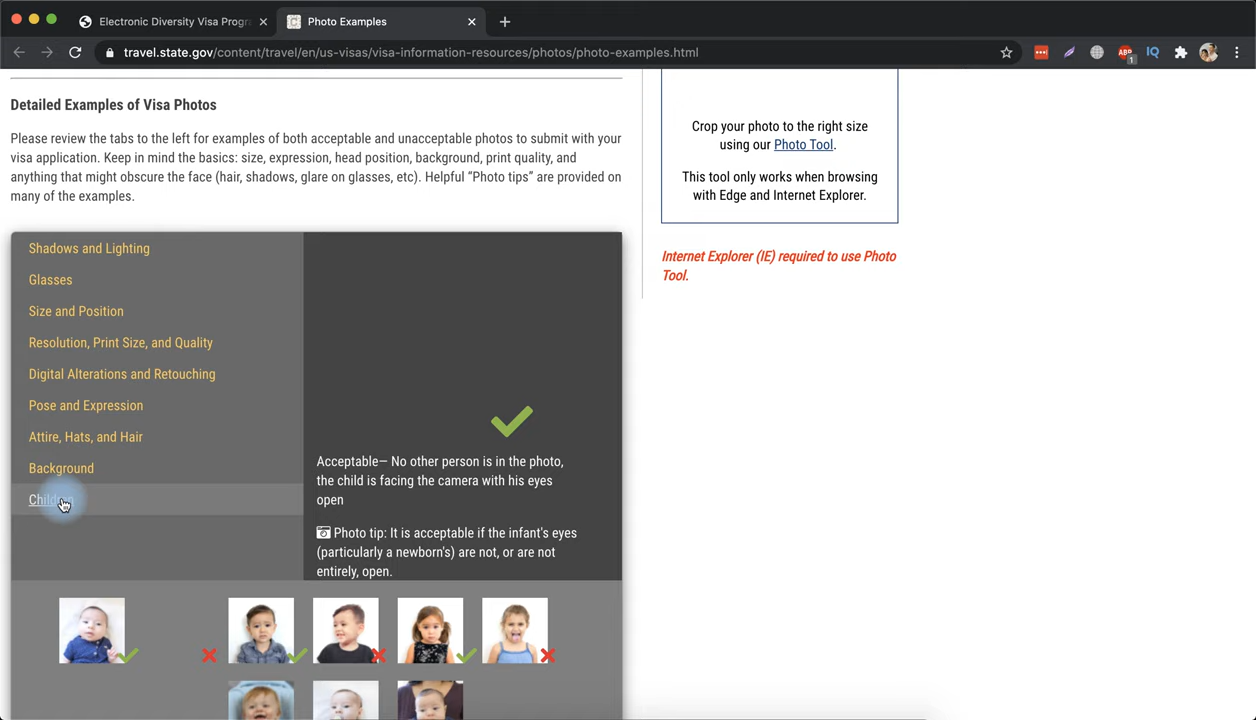 Electronic Diversity Visa Progr
Photo Examples
travel.state.gov/content/travel/en/us-visas/visa-information-resources/photos/photo-examples.html
ABP
1
IQ
Detailed Examples of Visa Photos
Please review the tabs to the left for examples of both acceptable and unacceptable photos to submit with your
visa application. Keep in mind the basics: size, expression, head position, background, print quality, and
anything that might obscure the face (hair, shadows, glare on glasses, etc). Helpful “Photo tips” are provided on
many of the examples.
Crop your photo to the right size
using our Photo Tool.
This tool only works when browsing
with Edge and Internet Explorer.
Internet Explorer (IE) required to use Photo
Tool.
Shadows and Lighting
Glasses
Size and Position
Resolution, Print Size, and Quality
Digital Alterations and Retouching
Pose and Expression
Attire, Hats, and Hair
Background
Children
Acceptable— No other person is in the photo,
the child is facing the camera with his eyes
open
Photo tip: It is acceptable if the infant's eyes
(particularly a newborn's) are not, or are not
entirely, open.